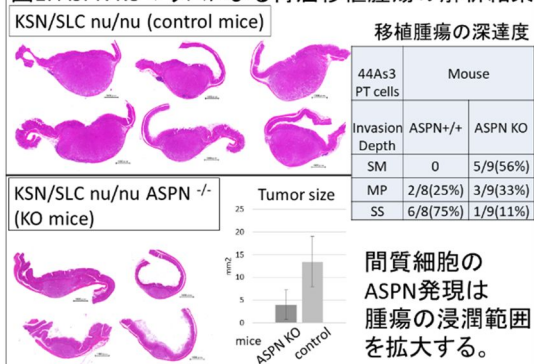 KSN/SLC nu/nu (control mice)
移植腫瘍の深達度
44As3 PT cells
Mouse
Invasion Depth
ASPN+/+
ASPN KO
SM
0
5/9(56%)
MP
2/8(25%)
3/9(33%)
SS
6/8(75%)
1/9(11%)
KSN/SLC nu/nu ASPN -/-
(KO mice)
Tumor size
25
20
15
10
5
0
mm2
mice
ASPN KO
control
間質細胞の
ASPN発現は
腫瘍の浸潤範囲
を拡大する。